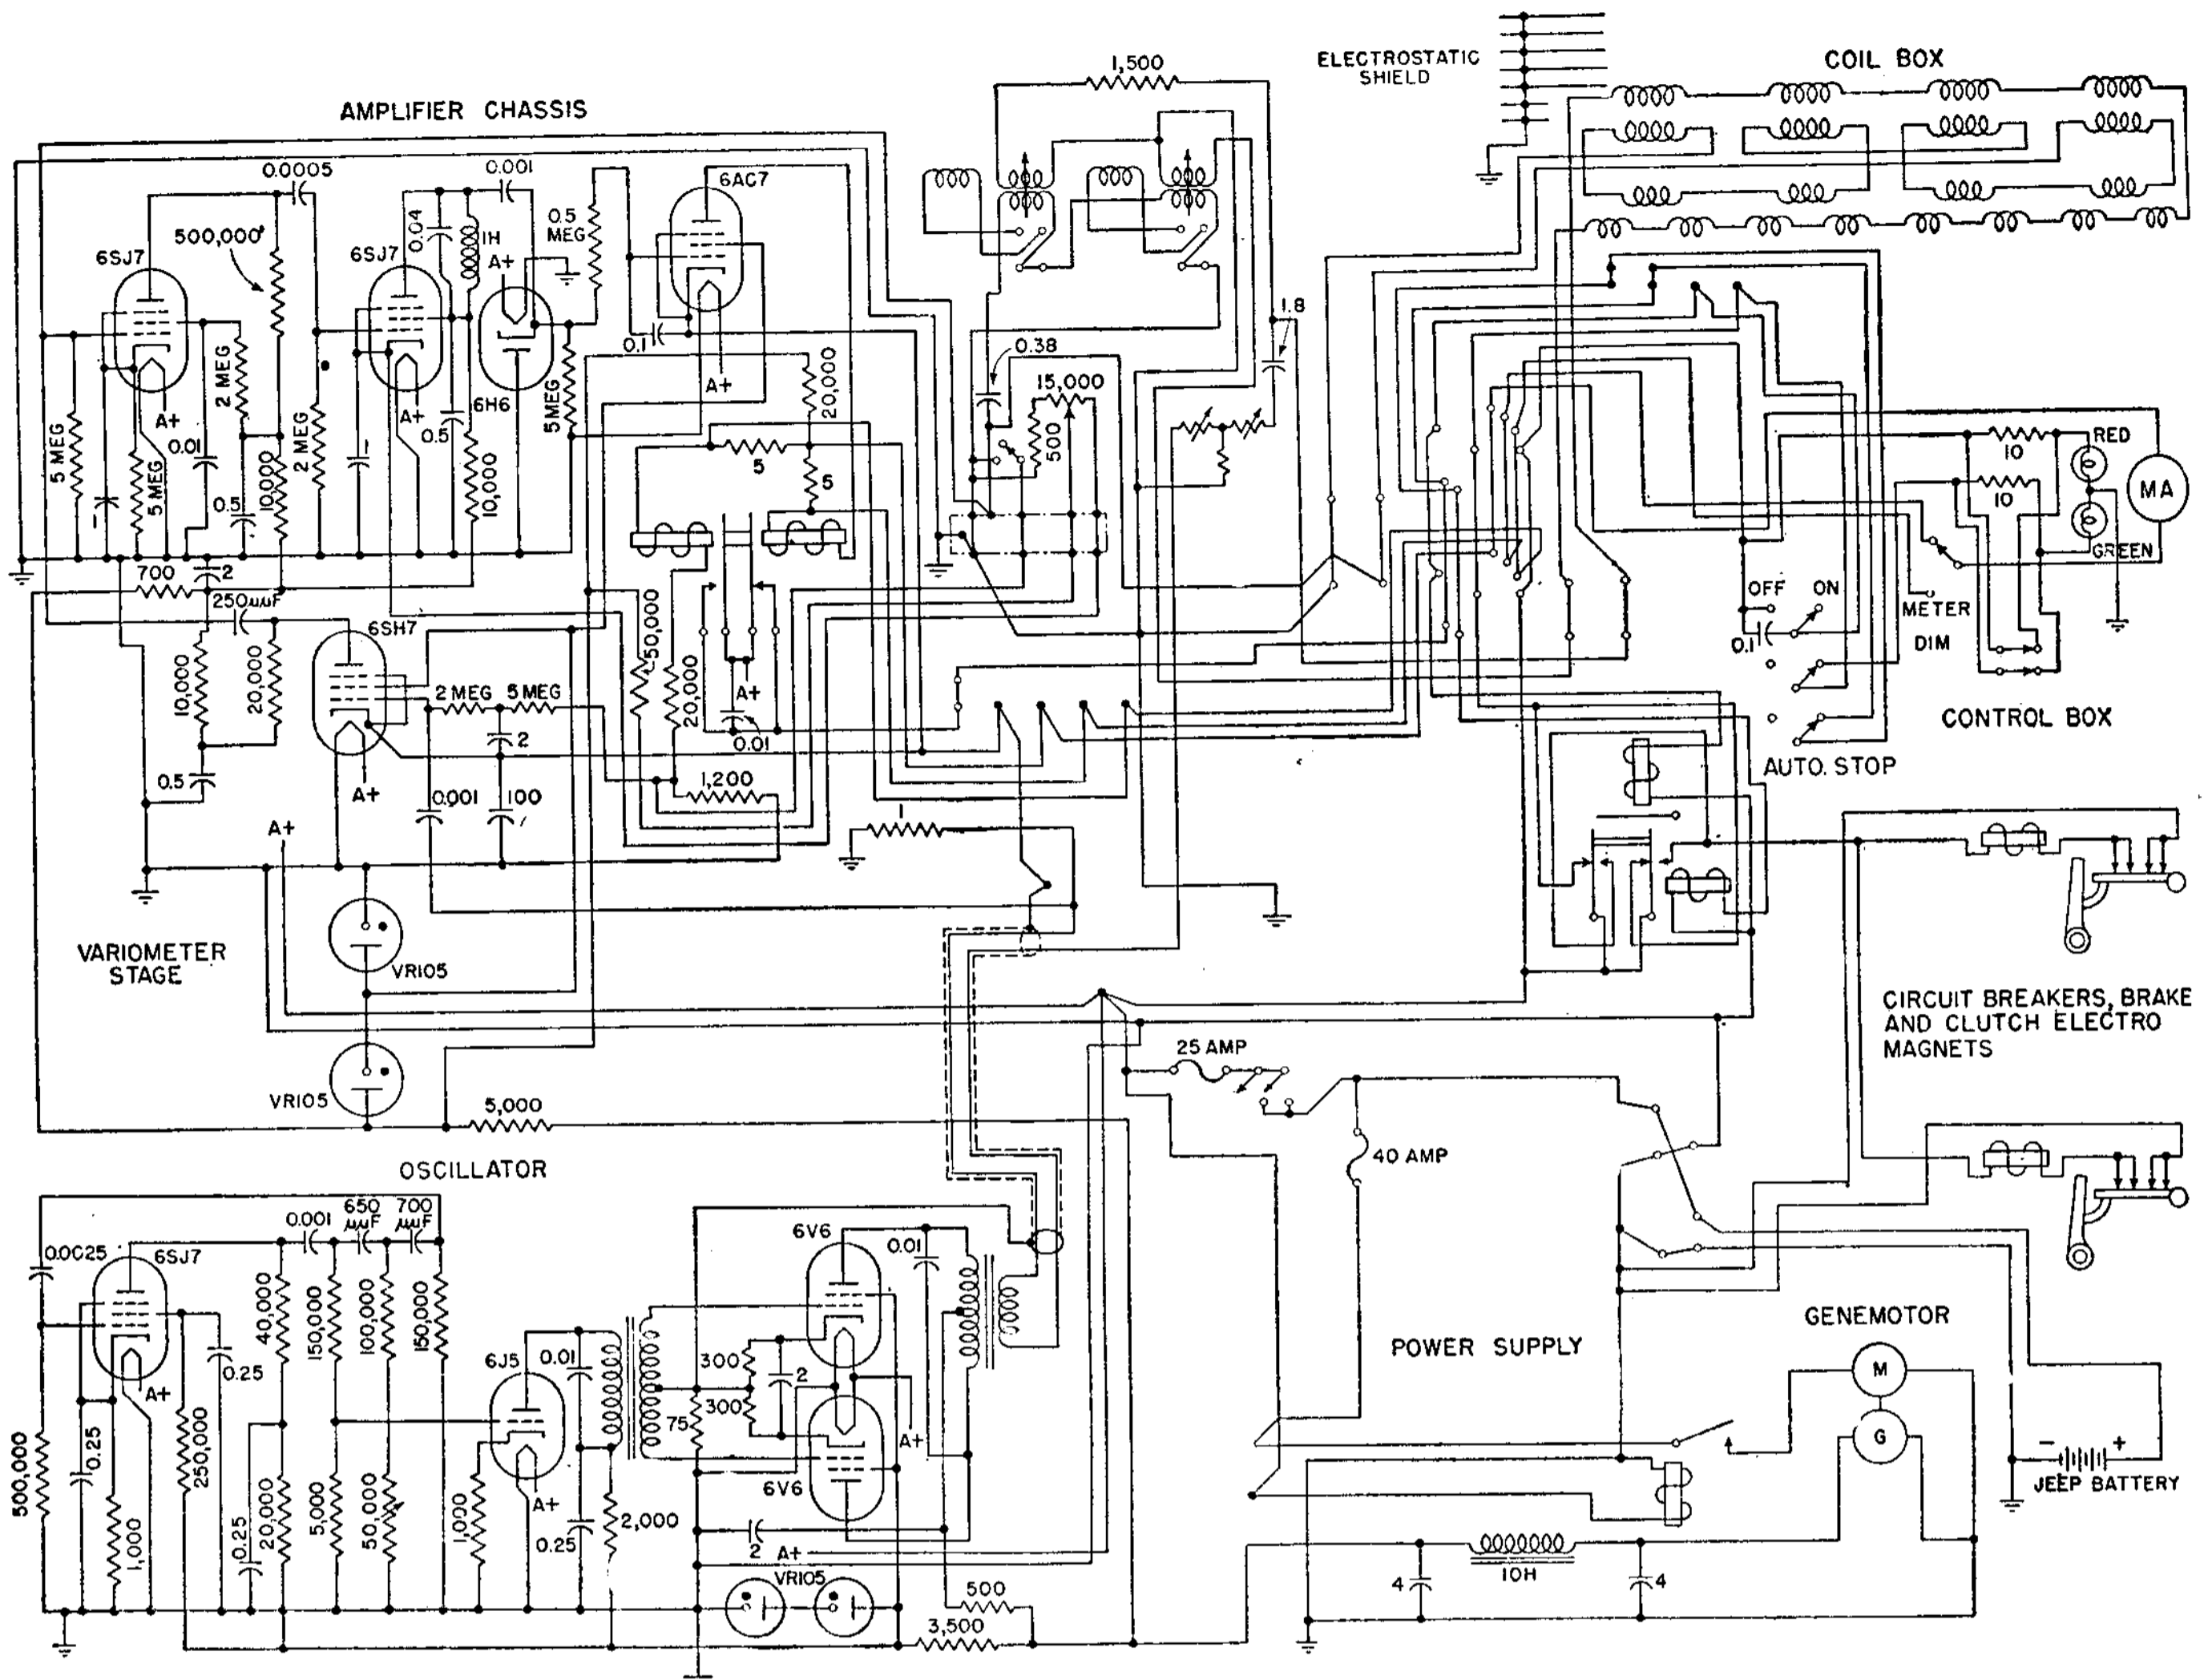 ELECTROSTATIC
SHIELD
COIL BOX
1,500
AMPLIFIER CHASSIS
0.0005
0.001
6AC7
500,000
0.04
1H
0.5
MEG
6SJ7
6SJ7
A+
1.8
0.1
0.38
2 MEG
A+
A+
6H6
A+
20,000
15,000
5 MEG
0.01
0.5
5 MEG
500
RED
10
5 MEG
10,000
2 MEG
1
10,000
5
5
10
MA
1
0.5
GREEN
700
2
250μμF
OFF
ON
METER
6SH7
50,000
0.1
DIM
10,000
20,000
2 MEG
5 MEG
20,000
A+
2
0.01
CONTROL BOX
0.5
A+
1,200
AUTO. STOP
0.001
100
A+
1
VARIOMETER
STAGE
VR105
CIRCUIT BREAKERS, BRAKE
AND CLUTCH ELECTRO
MAGNETS
25 AMP
VR105
5,000
40 AMP
OSCILLATOR
0.0025
6SJ7
0.001
650
μμF
700
μμF
6V6
0.01
40,000
150,000
100,000
150,000
GENEMOTOR
POWER SUPPLY
6J5
0.01
300
2
M
A+
0.25
300
75
A+
G
500,000
0.25
250,000
6V6
- +
JEEP BATTERY
1,000
0.25
20,000
5,000
50,000
1,000
A+
0.25
2,000
2
A+
10H
VR105
500
4
4
3,500